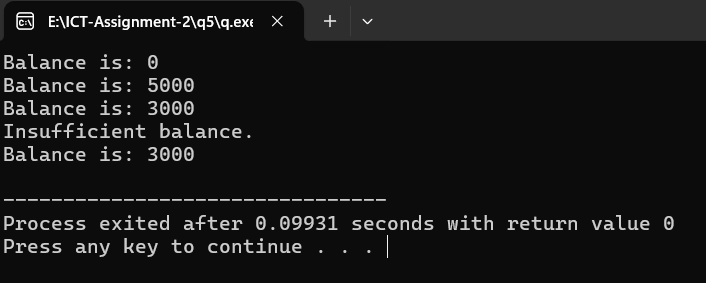 E:\ICT-Assignment-2\q5\q.exe
Balance is: 0
Balance is: 5000
Balance is: 3000
Insufficient balance.
Balance is: 3000
--------------------------------
Process exited after 0.09931 seconds with return value 0
Press any key to continue . . .